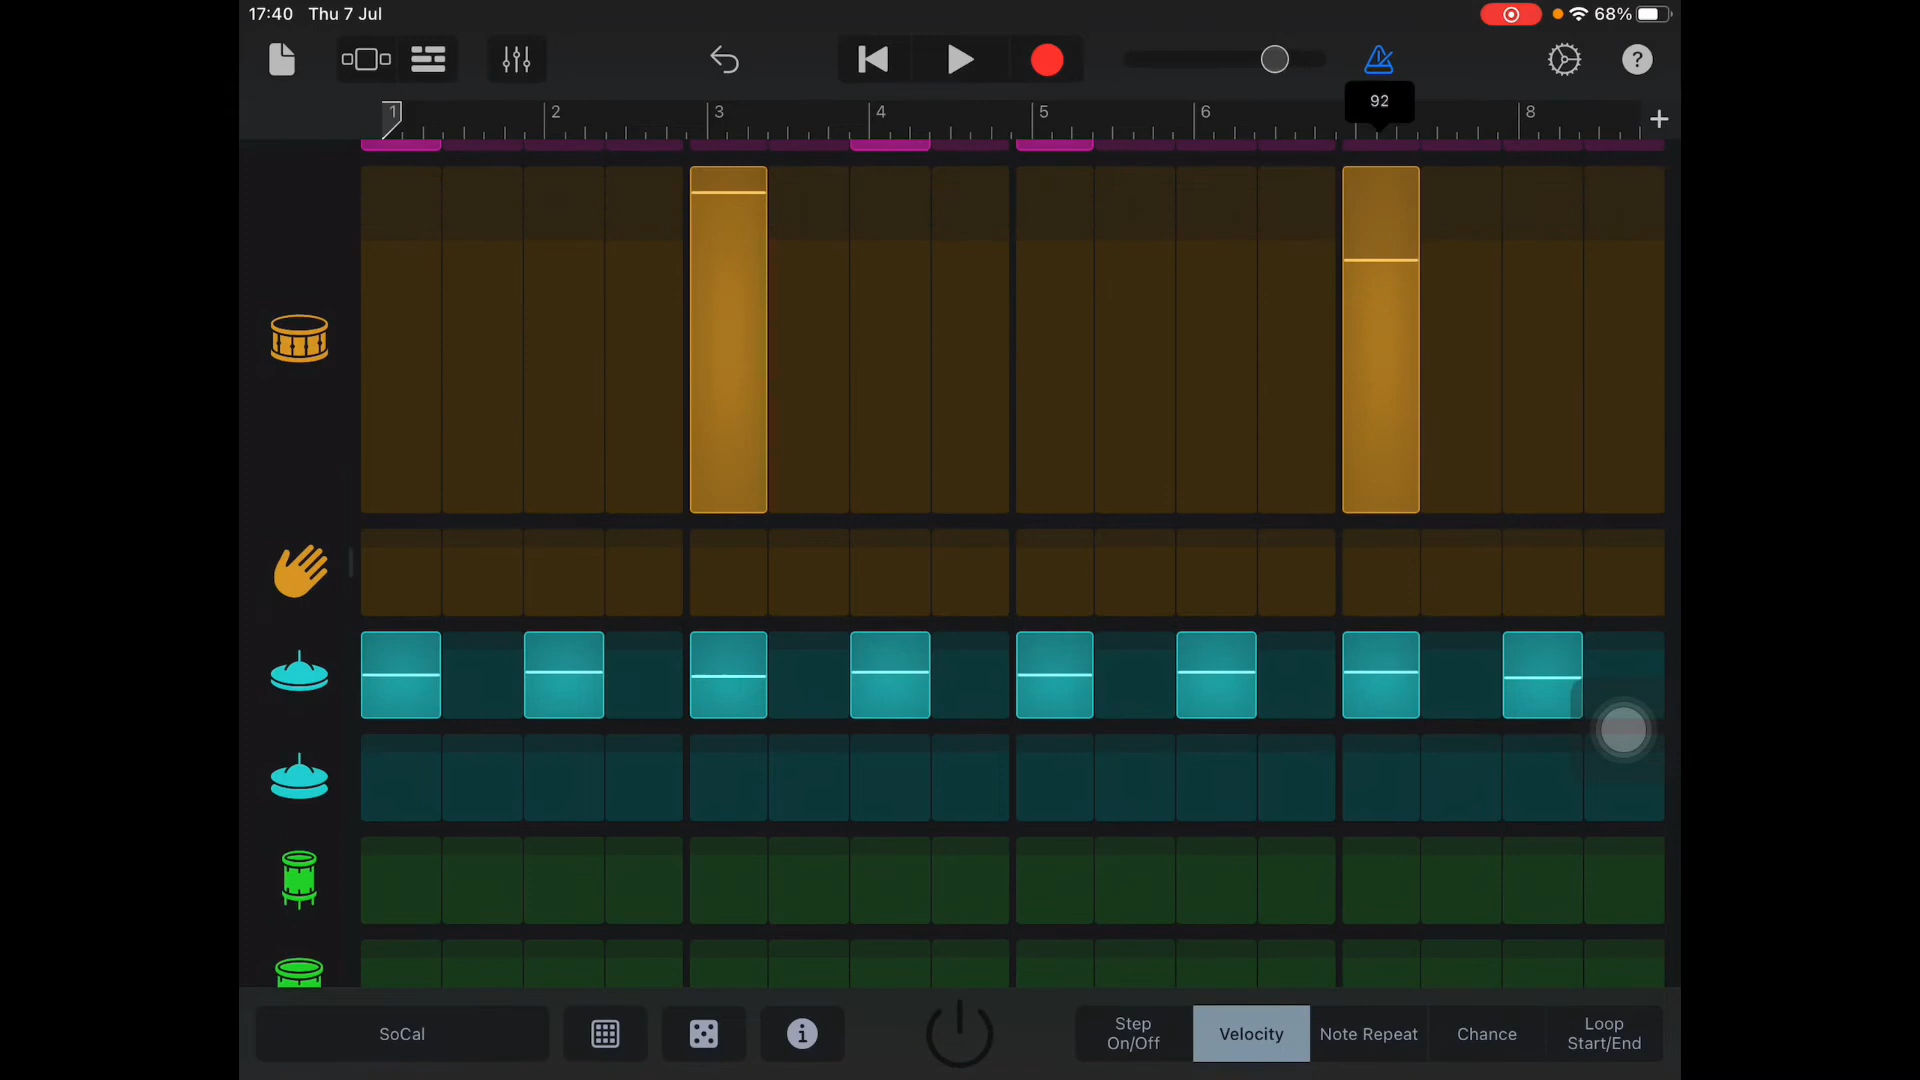 17:40 Thu 7 Jul 68%
?
1 2 3 4 5 6 8 +
92
SoCal
i
Step
On/Off
Velocity
Note Repeat
Chance
Loop
Start/End